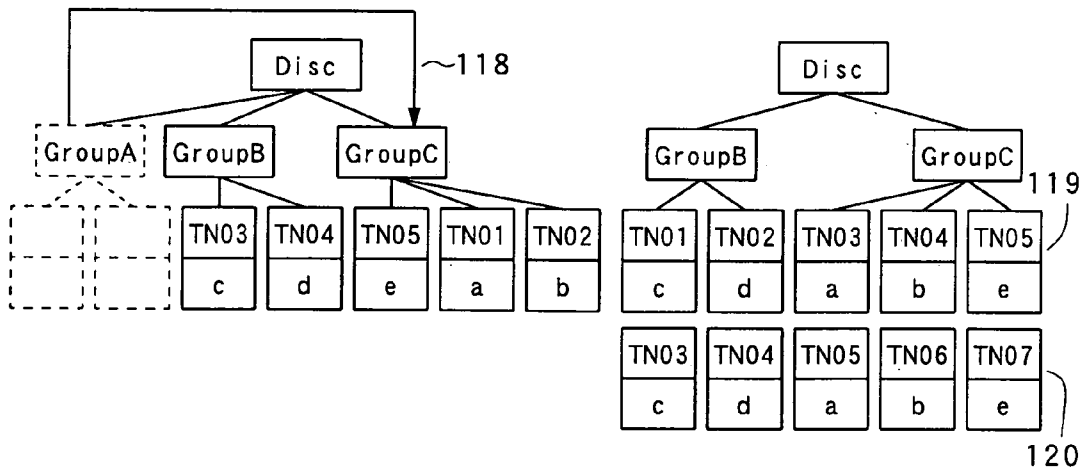 Disc
118
Disc
GroupA GroupB GroupC
GroupB GroupC
119
TN03 TN04 TN05 TN01 TN02
c d e a b
TN01 TN02 TN03 TN04 TN05
c d a b e
TN03 TN04 TN05 TN06 TN07
c d a b e
120